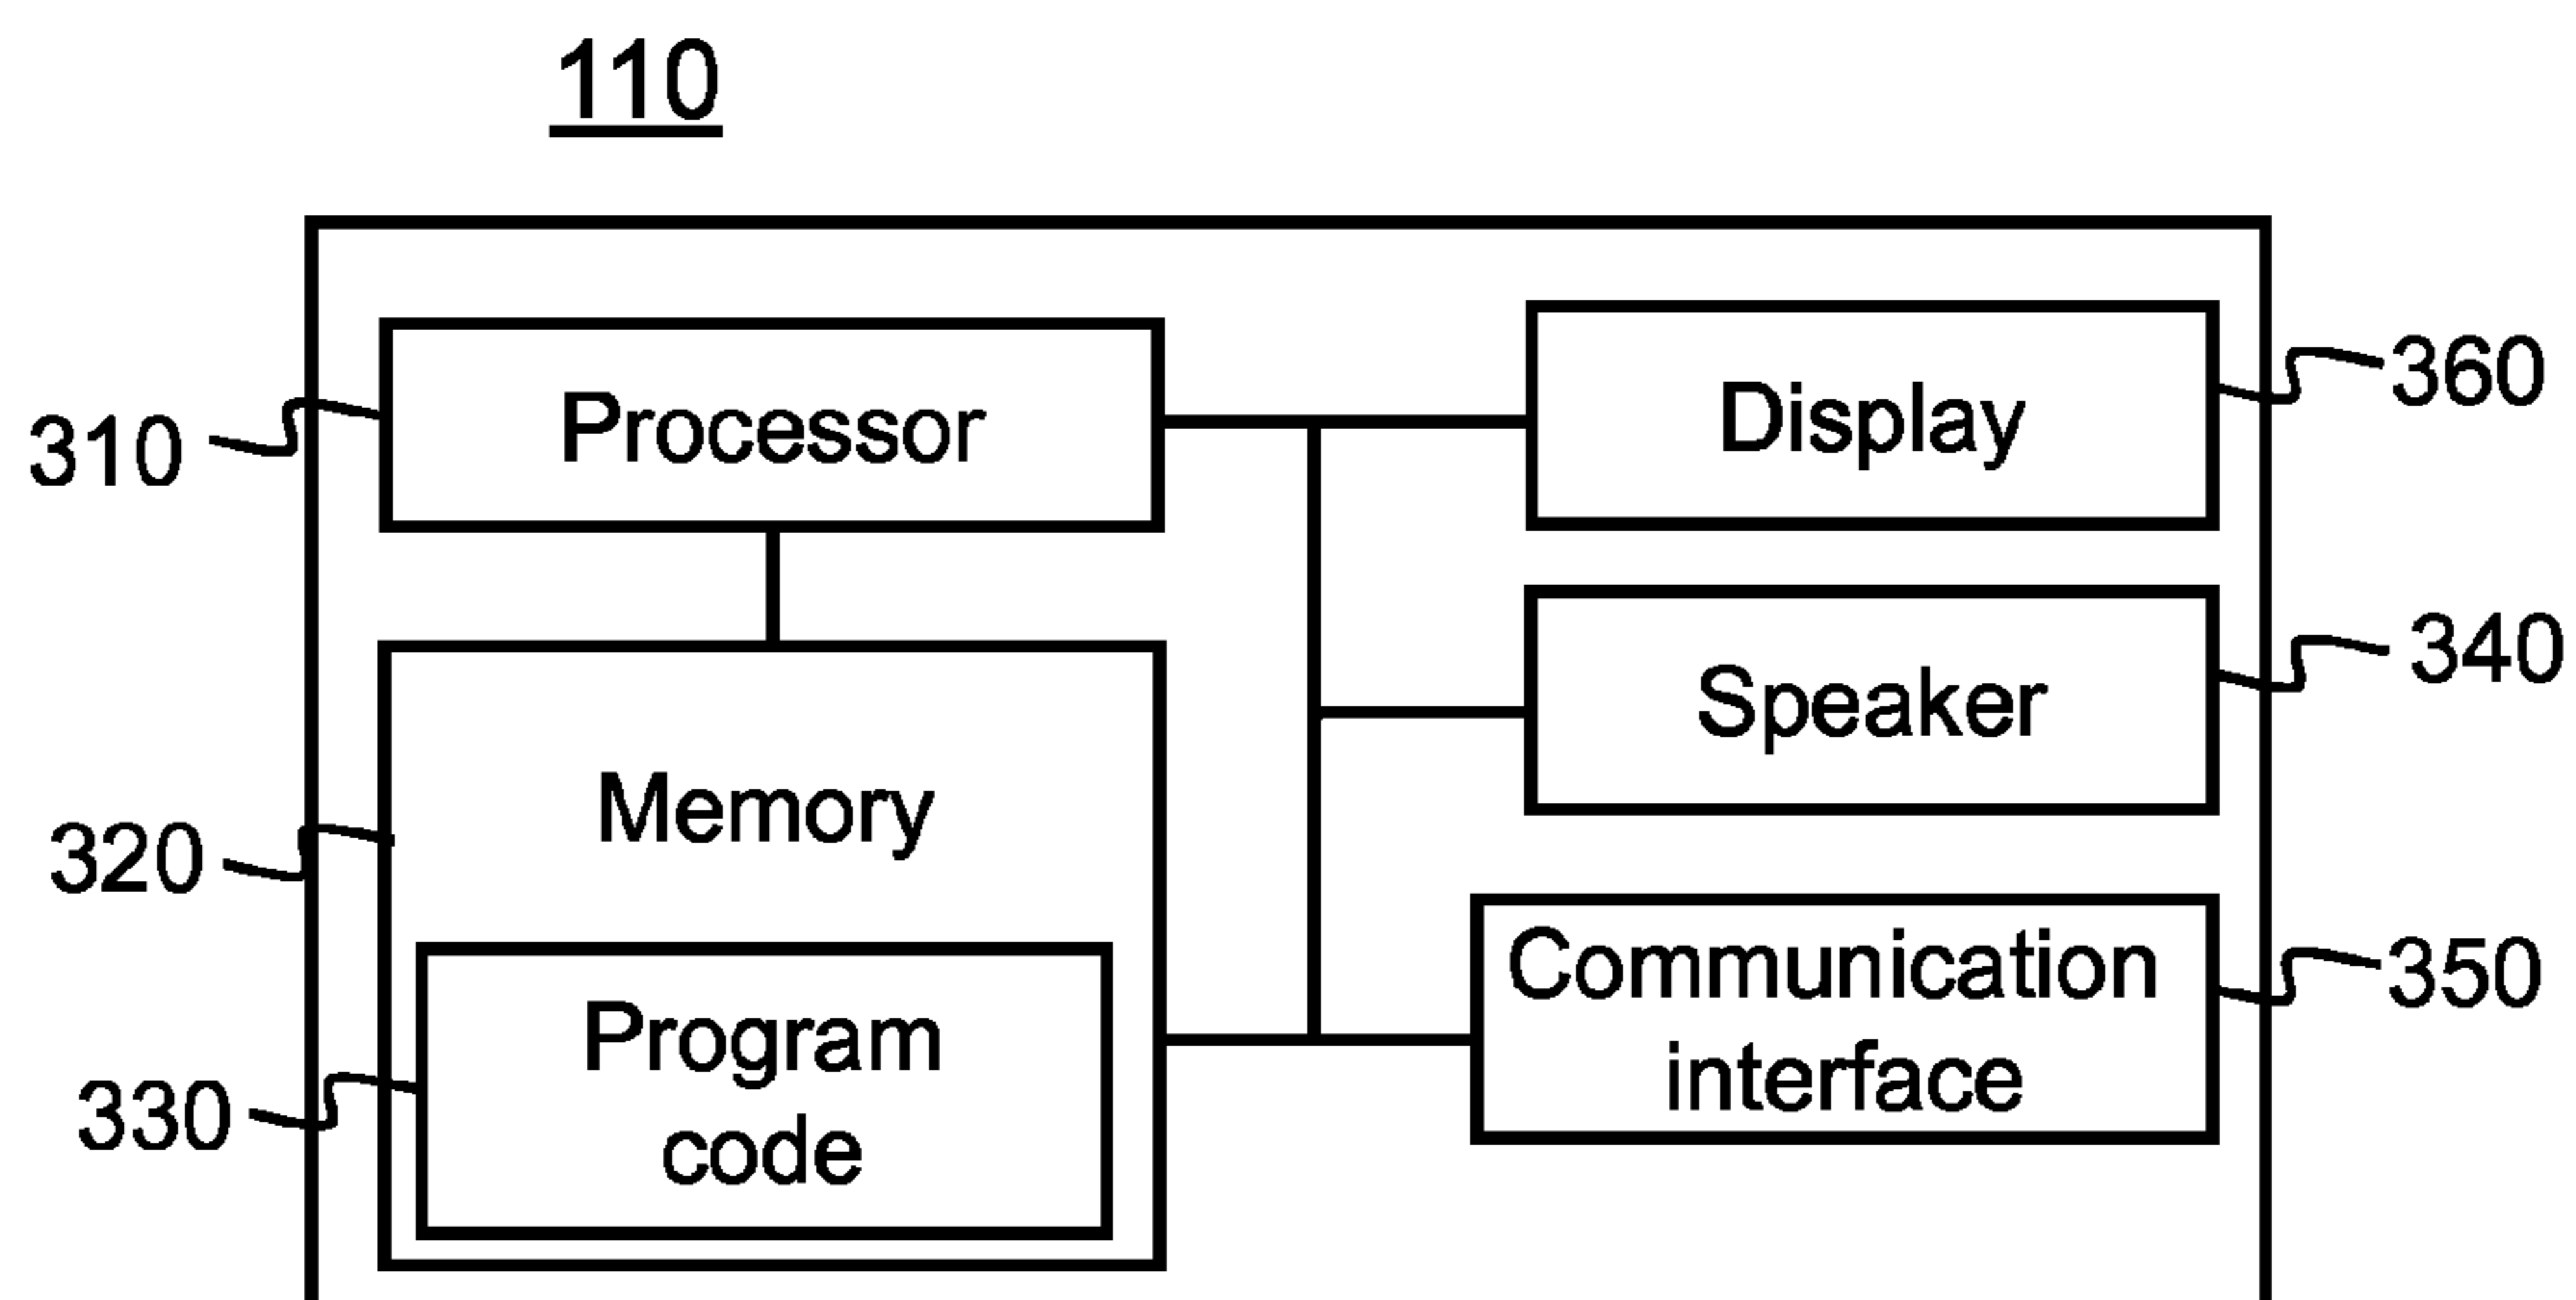 110
310
Processor
Display
360
Speaker
340
320
Memory
330
Program
code
Communication
interface
350